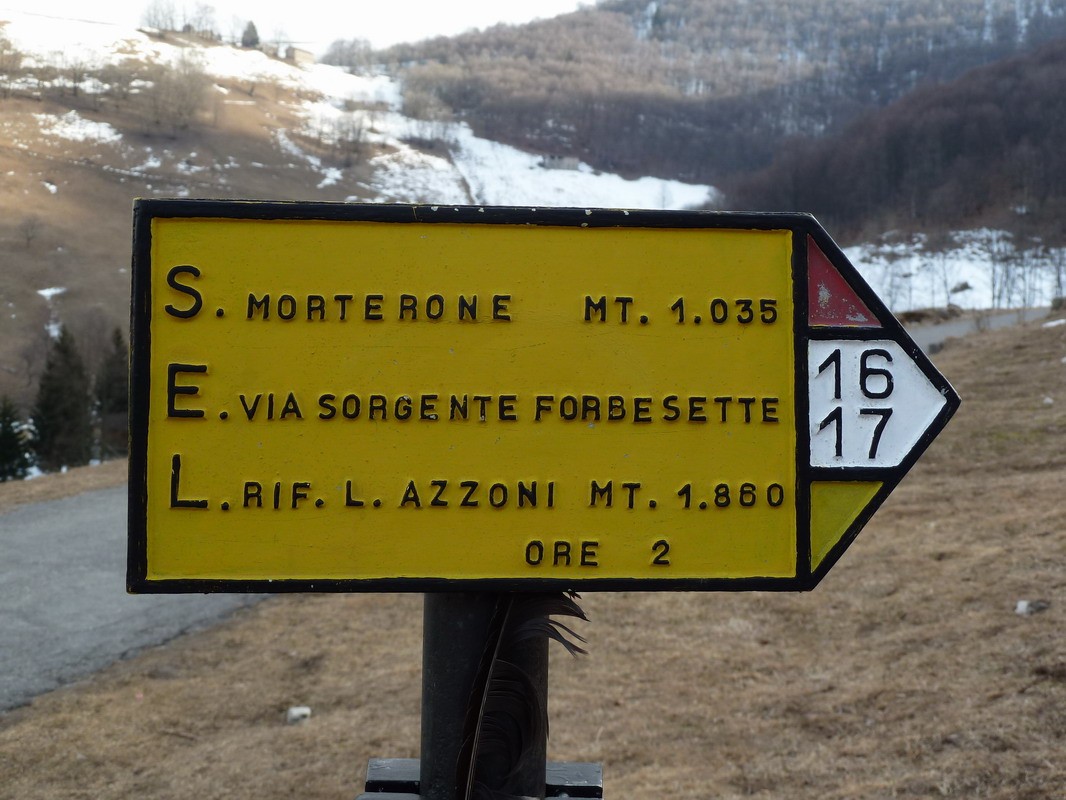 S. MORTERONE MT. 1.035
E. VIA SORGENTE FORBESETTE
L. RIF. L. AZZONI MT. 1.860
ORE 2
16
17